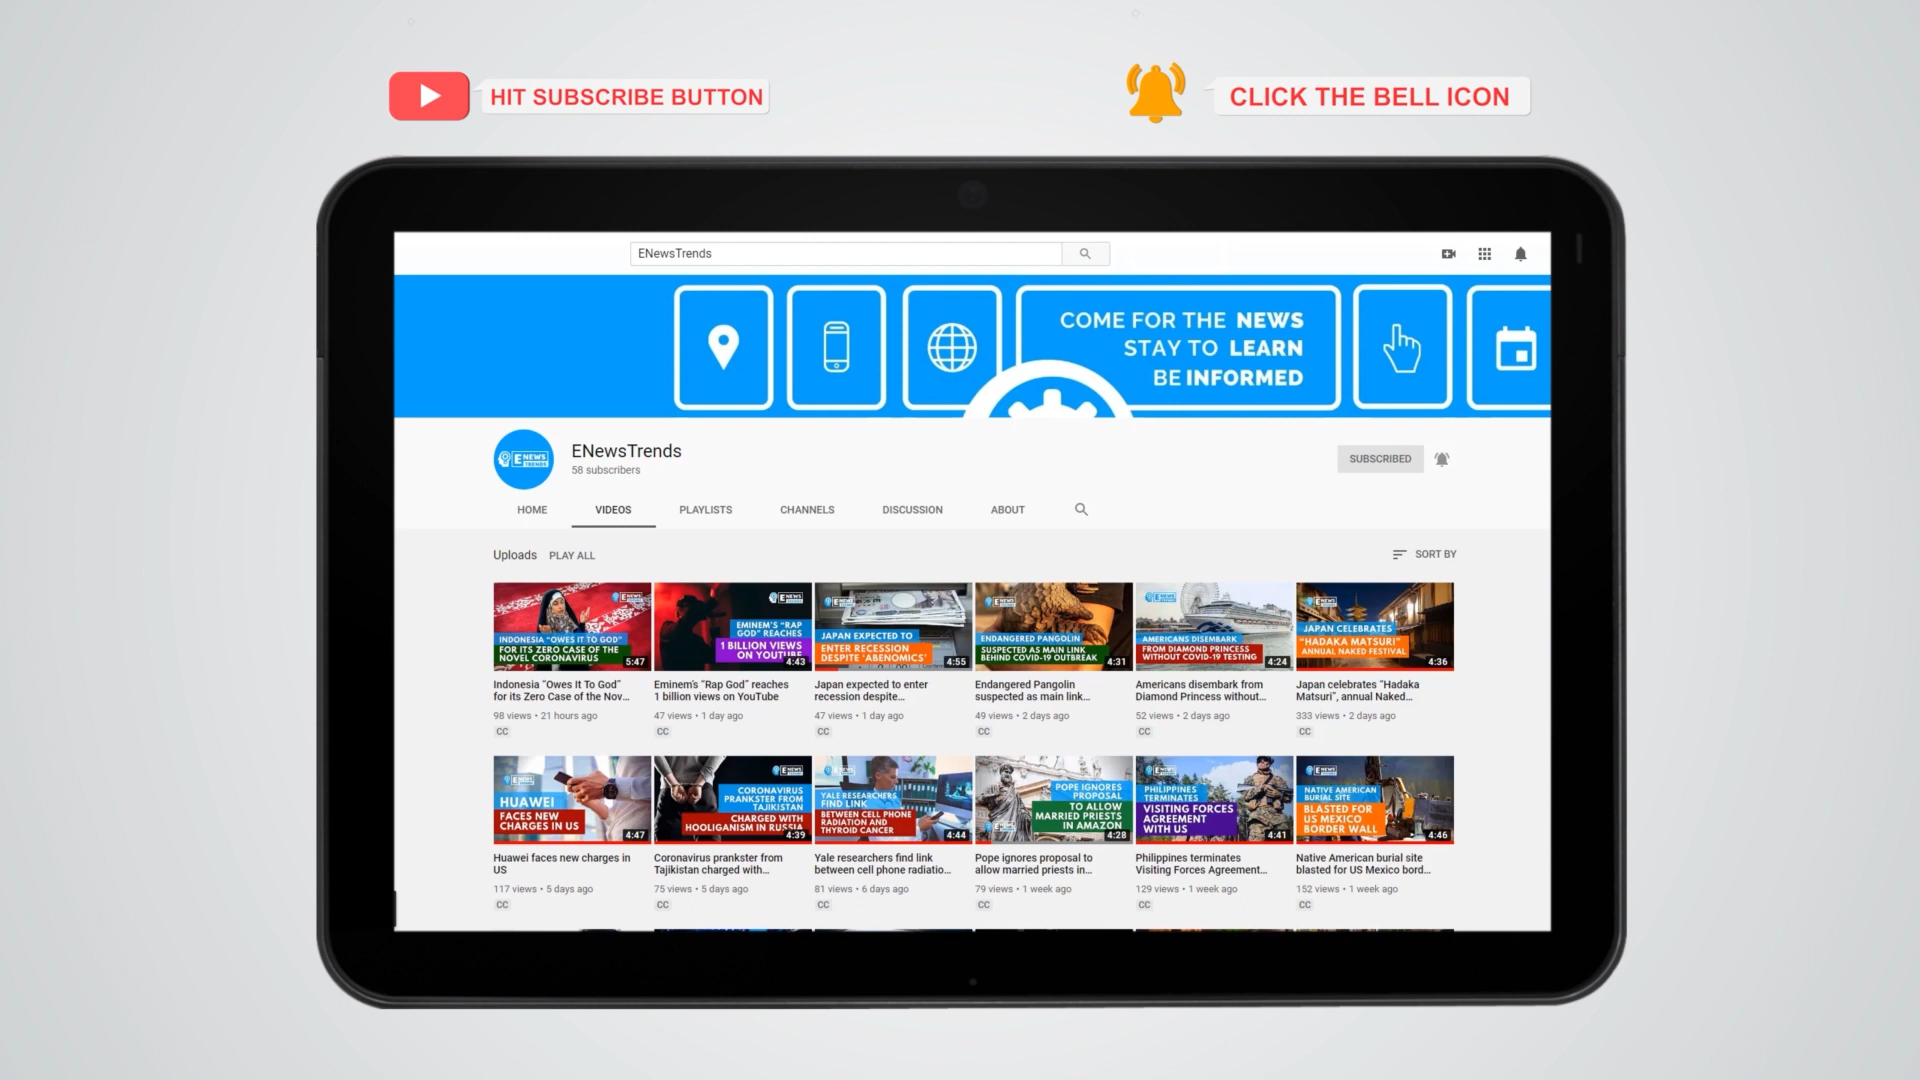 HIT SUBSCRIBE BUTTON
CLICK THE BELL ICON
ENewsTrends
COME FOR THE NEWS
STAY TO LEARN
BE INFORMED
E NEWS
TRENDS
ENewsTrends
58 subscribers
SUBSCRIBED
HOME VIDEOS PLAYLISTS CHANNELS DISCUSSION ABOUT
Uploads PLAY ALL
SORT BY
INDONESIA "OWES IT TO GOD"
FOR ITS ZERO CASE OF THE
NOVEL CORONAVIRUS
5:47
EMINEM'S "RAP
GOD" REACHES
1 BILLION VIEWS
ON YOUTUBE
4:43
JAPAN EXPECTED TO
ENTER RECESSION
DESPITE 'ABENOMICS'
4:55
ENDANGERED PANGOLIN
SUSPECTED AS MAIN LINK
BEHIND COVID-19 OUTBREAK
4:31
AMERICANS DISEMBARK
FROM DIAMOND PRINCESS
WITHOUT COVID-19 TESTING
4:24
JAPAN CELEBRATES
"HADAKA MATSURI"
ANNUAL NAKED FESTIVAL
4:36
Indonesia "Owes It To God"
for its Zero Case of the Nov...
98 views • 21 hours ago
CC
Eminem's "Rap God" reaches
1 billion views on YouTube
47 views • 1 day ago
CC
Japan expected to enter
recession despite...
47 views • 1 day ago
CC
Endangered Pangolin
suspected as main link...
49 views • 2 days ago
CC
Americans disembark from
Diamond Princess without...
52 views • 2 days ago
CC
Japan celebrates "Hadaka
Matsuri", annual Naked...
333 views • 2 days ago
CC
HUAWEI
FACES NEW
CHARGES IN US
4:47
CORONAVIRUS
PRANKSTER FROM
TAJIKISTAN
CHARGED WITH
HOOLIGANISM IN RUSSIA
4:39
YALE RESEARCHERS
FIND LINK
BETWEEN CELL PHONE
RADIATION AND
THYROID CANCER
4:44
POPE IGNORES
PROPOSAL
TO ALLOW
MARRIED PRIESTS
IN AMAZON
4:28
PHILIPPINES
TERMINATES
VISITING FORCES
AGREEMENT
WITH US
4:41
NATIVE AMERICAN
BURIAL SITE
BLASTED FOR
US MEXICO
BORDER WALL
4:46
Huawei faces new charges in
US
117 views • 5 days ago
CC
Coronavirus prankster from
Tajikistan charged with...
75 views • 5 days ago
CC
Yale researchers find link
between cell phone radiatio...
81 views • 6 days ago
CC
Pope ignores proposal to
allow married priests in...
79 views • 1 week ago
CC
Philippines terminates
Visiting Forces Agreement...
129 views • 1 week ago
CC
Native American burial site
blasted for US Mexico bord...
152 views • 1 week ago
CC